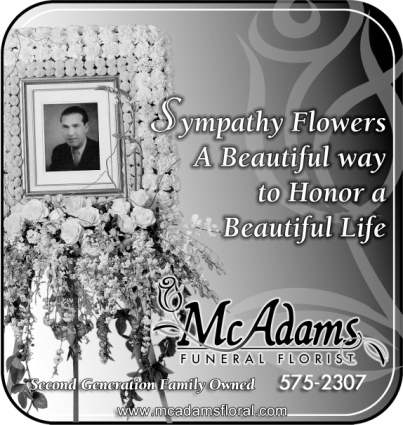 Sympathy Flowers
A Beautiful way
to Honor a
Beautiful Life
McAdams
FUNERAL FLORIST
Second Generation Family Owned 575-2307
www.mcadamsfloral.com